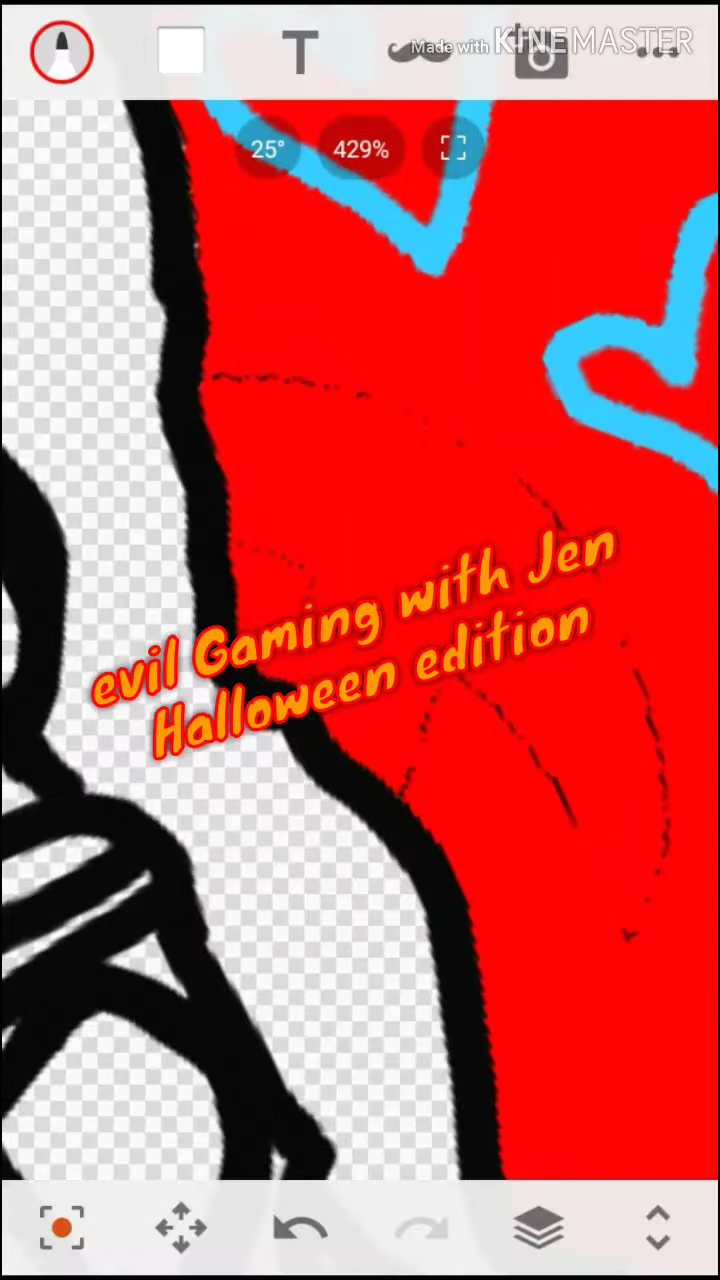 T
Made with KINEMASTER
25° 429%
evil Gaming with Jen
Halloween edition